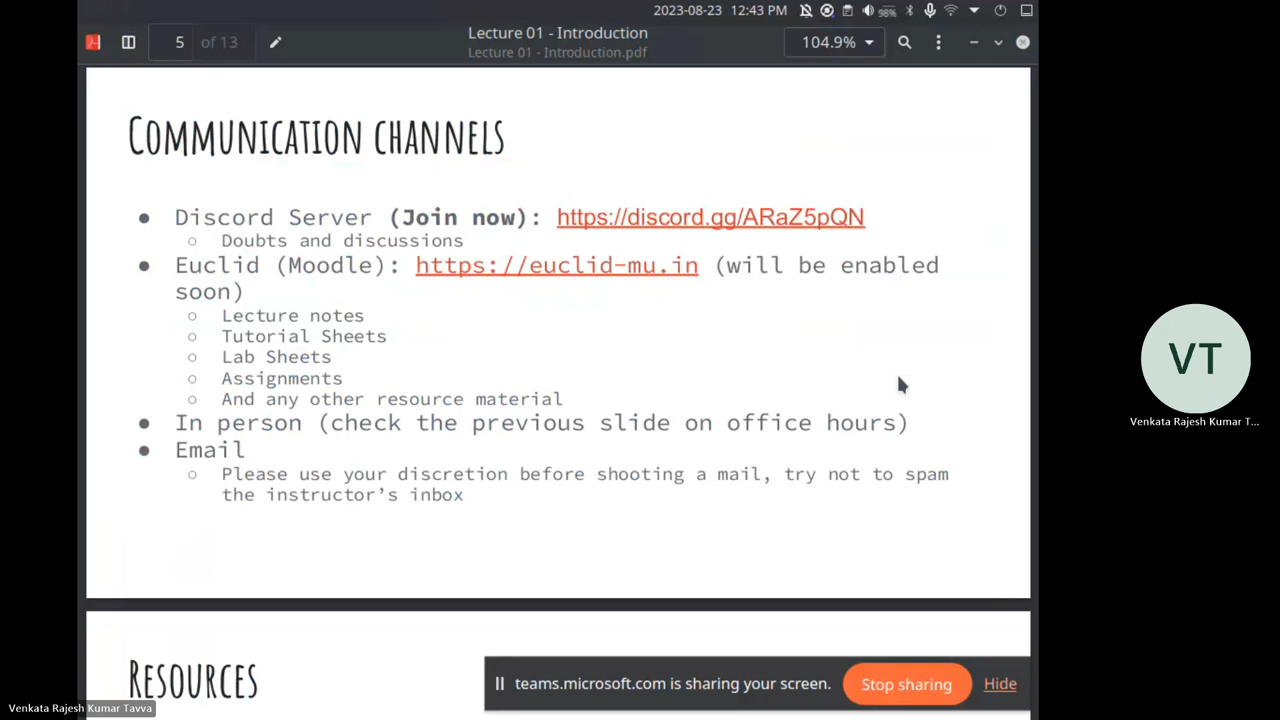 2023-08-23 12:43 PM 98%
5 of 13
Lecture 01 - Introduction
Lecture 01 - Introduction.pdf
104.9%
Communication channels
● Discord Server (Join now): https://discord.gg/ARaZ5pQN
○ Doubts and discussions
● Euclid (Moodle): https://euclid-mu.in (will be enabled
soon)
○ Lecture notes
○ Tutorial Sheets
○ Lab Sheets
○ Assignments
○ And any other resource material
● In person (check the previous slide on office hours)
● Email
○ Please use your discretion before shooting a mail, try not to spam
the instructor’s inbox
VT
Venkata Rajesh Kumar T...
Resources
teams.microsoft.com is sharing your screen.
Stop sharing
Hide
Venkata Rajesh Kumar Tavva